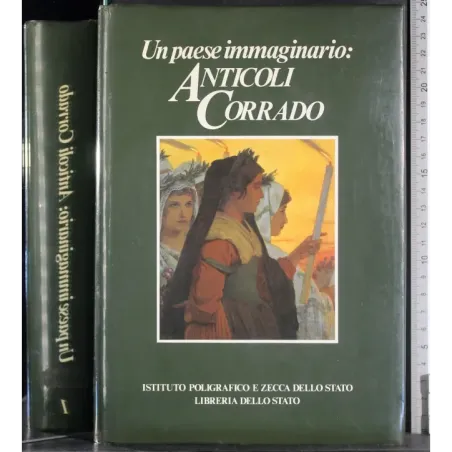 Un paese immaginario:
ANTICOLI
CORRADO
ISTITUTO POLIGRAFICO E ZECCA DELLO STATO
LIBRERIA DELLO STATO
Un paese immaginario: Anticoli Corrado
I